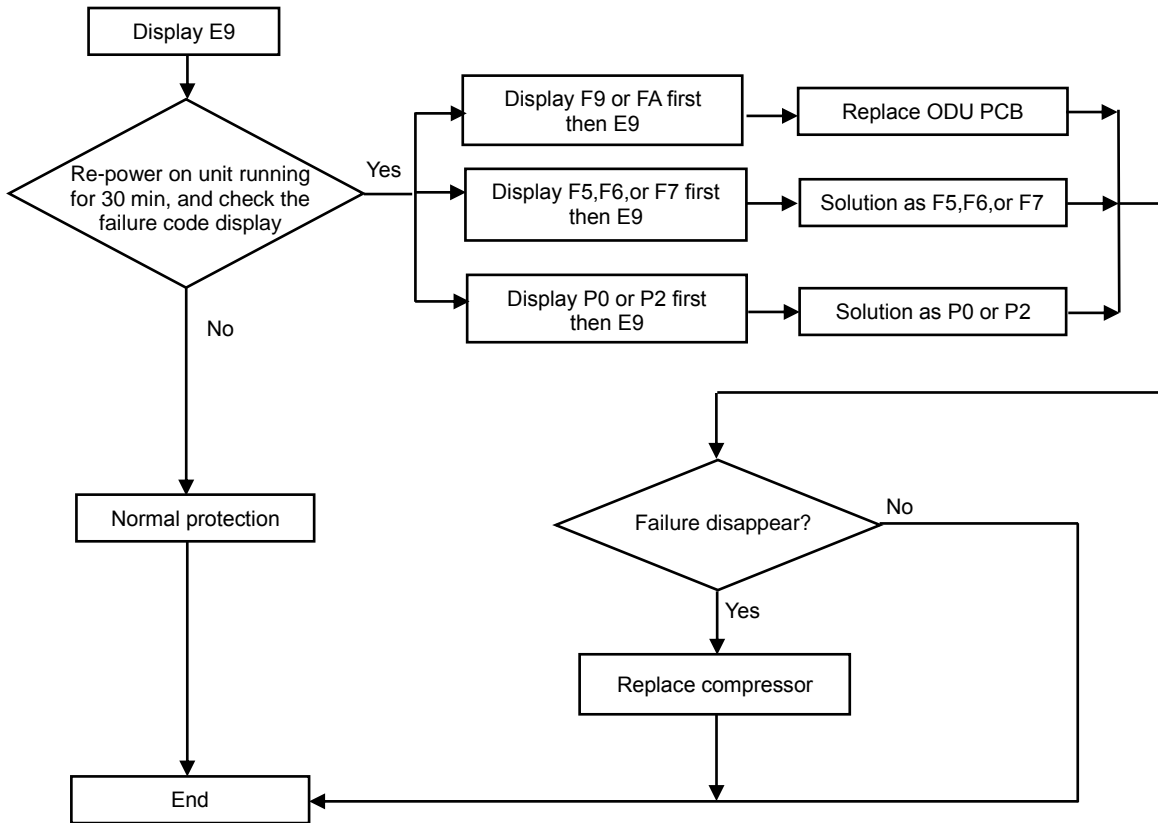 Display E9
Re-power on unit running
for 30 min, and check the
failure code display
Yes
No
Display F9 or FA first
then E9
Replace ODU PCB
Display F5,F6,or F7 first
then E9
Solution as F5,F6,or F7
Display P0 or P2 first
then E9
Solution as P0 or P2
Normal protection
Failure disappear?
No
Yes
Replace compressor
End